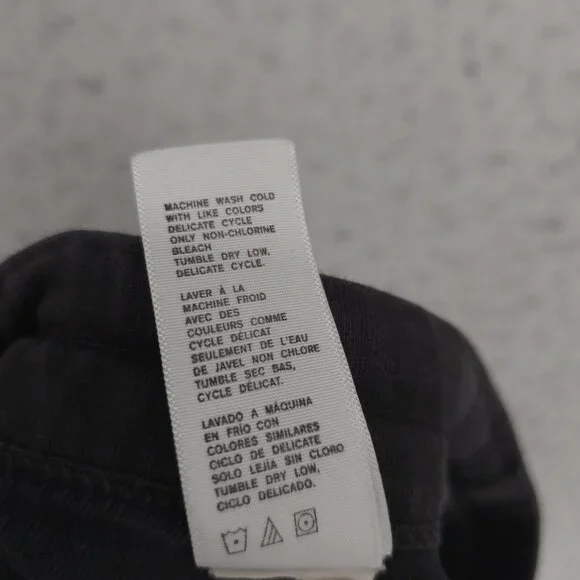 MACHINE WASH COLD
WITH LIKE COLORS
DELICATE CYCLE
ONLY NON-CHLORINE
BLEACH
TUMBLE DRY LOW,
DELICATE CYCLE.
LAVER À LA
MACHINE FROID
AVEC DES
COULEURS COMME
CYCLE DÉLICAT
SEULEMENT DE L'EAU
DE JAVEL NON CHLORE
TUMBLE SEC BAS,
CYCLE DÉLICAT.
LAVADO A MÁQUINA
EN FRÍO CON
COLORES SIMILARES
CICLO DE DELICATE
SOLO LEJÍA SIN CLORO
TUMBLE DRY LOW,
CICLO DELICADO.